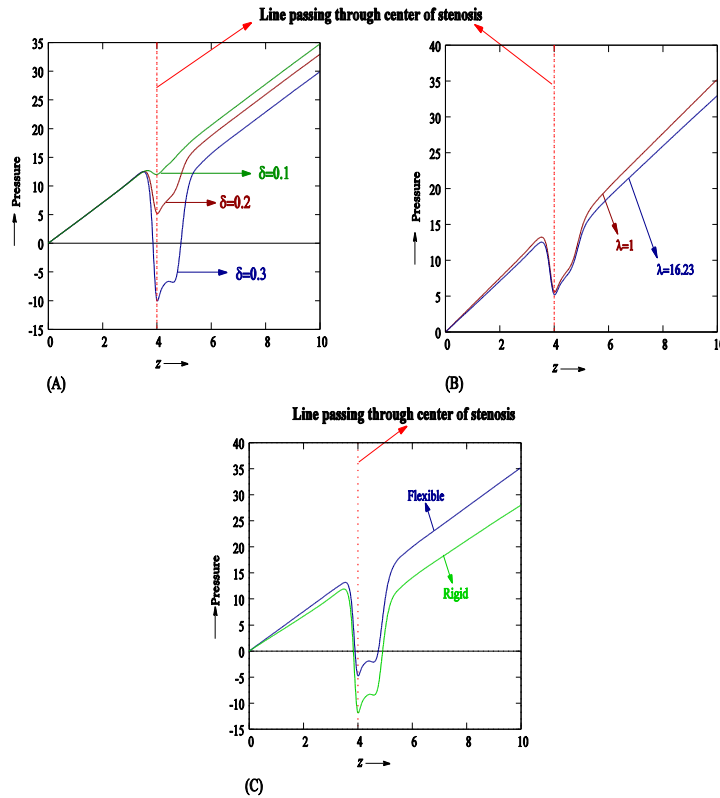 Line passing through center of stenosis
35
30
25
20
15
10
5
0
-5
-10
-15
Pressure
δ=0.1
δ=0.2
δ=0.3
0 2 4 6 8 10
z
(A)
40
35
30
25
20
15
10
5
0
Pressure
λ=1
λ=16.23
0 2 4 6 8 10
z
(B)
Line passing through center of stenosis
40
35
30
25
20
15
10
5
0
-5
-10
-15
Pressure
Flexible
Rigid
0 2 4 6 8 10
z
(C)